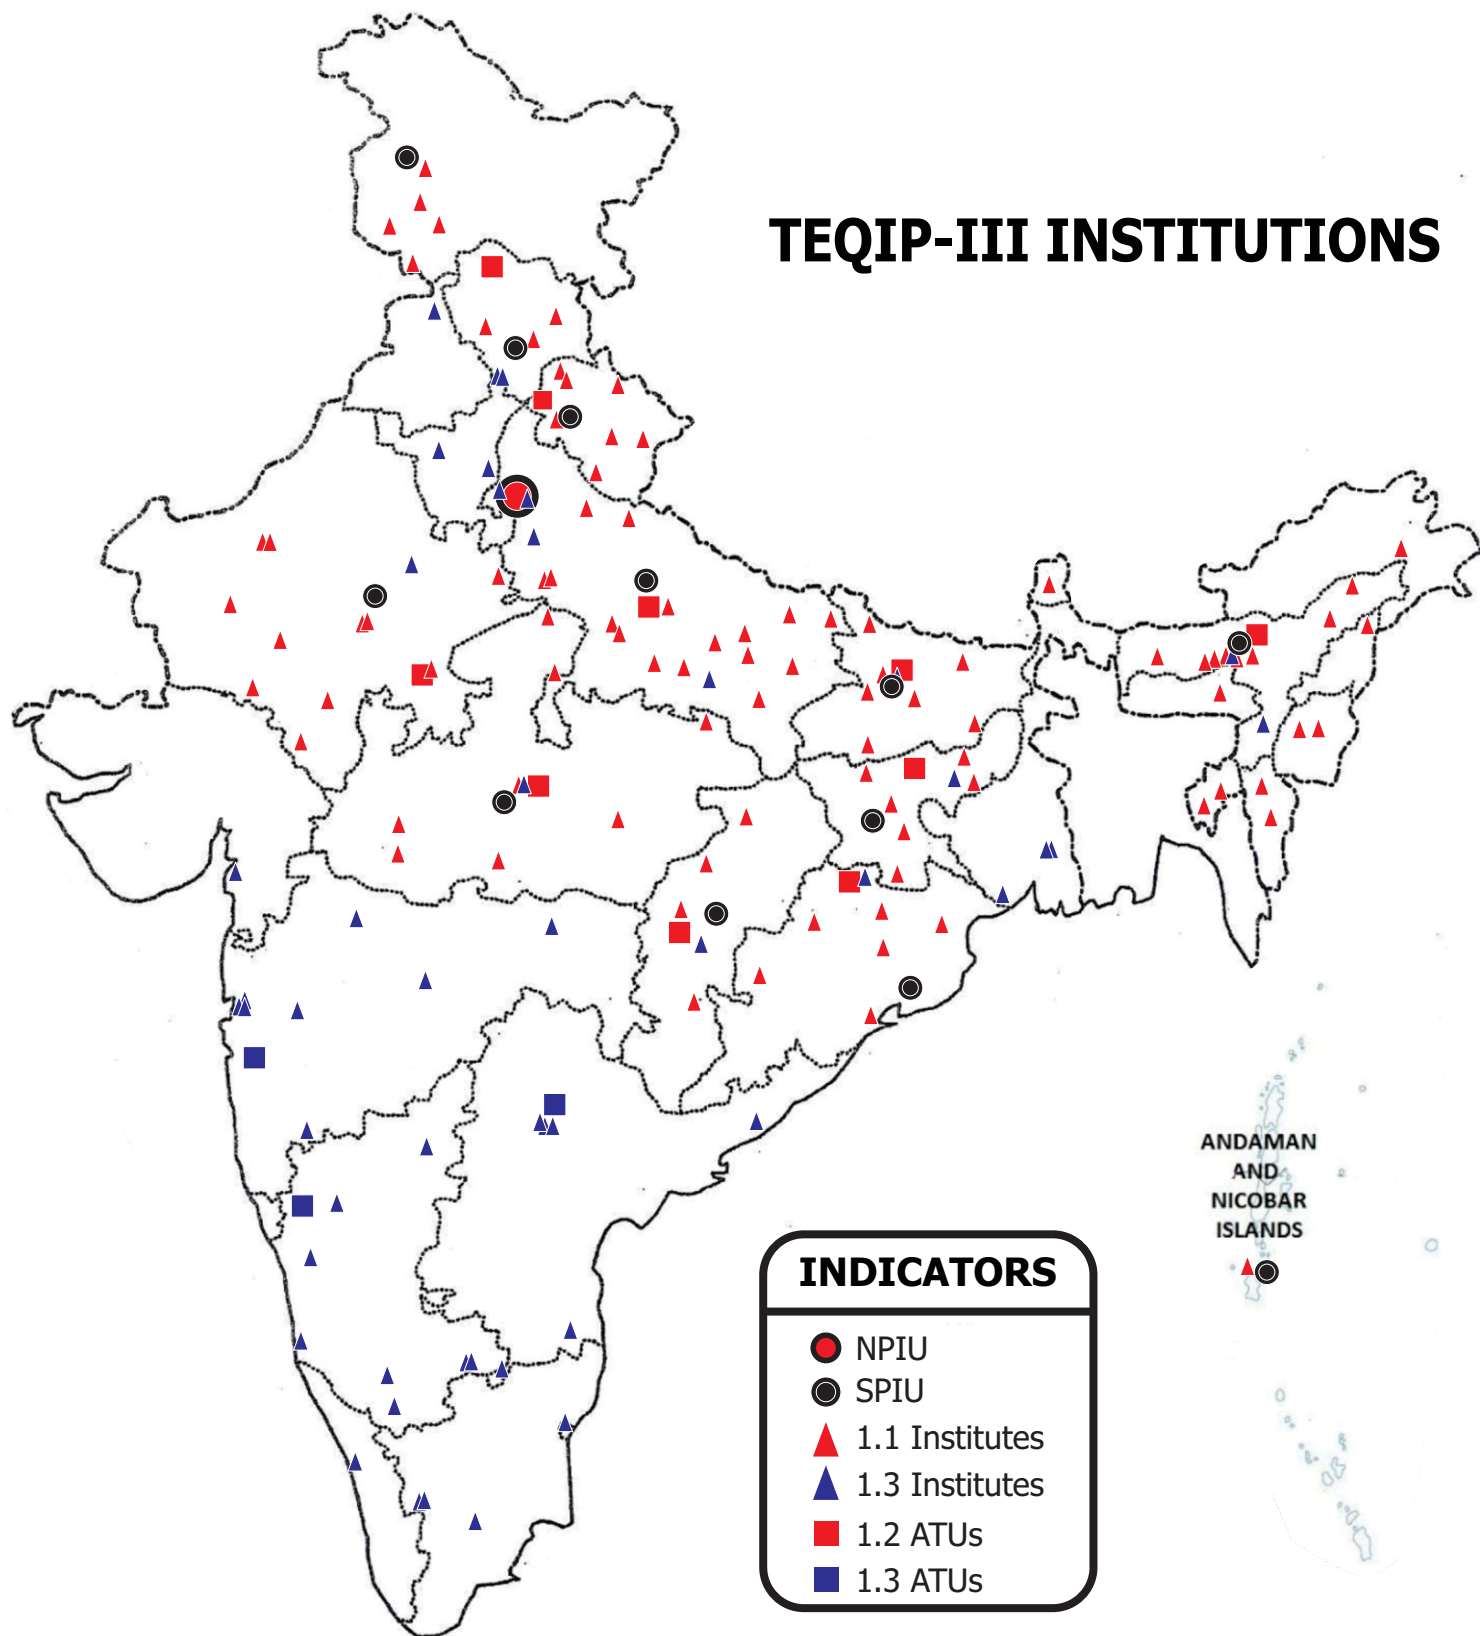 TEQIP-III INSTITUTIONS
ANDAMAN
AND
NICOBAR
ISLANDS
INDICATORS
NPIU
SPIU
1.1 Institutes
1.3 Institutes
1.2 ATUs
1.3 ATUs